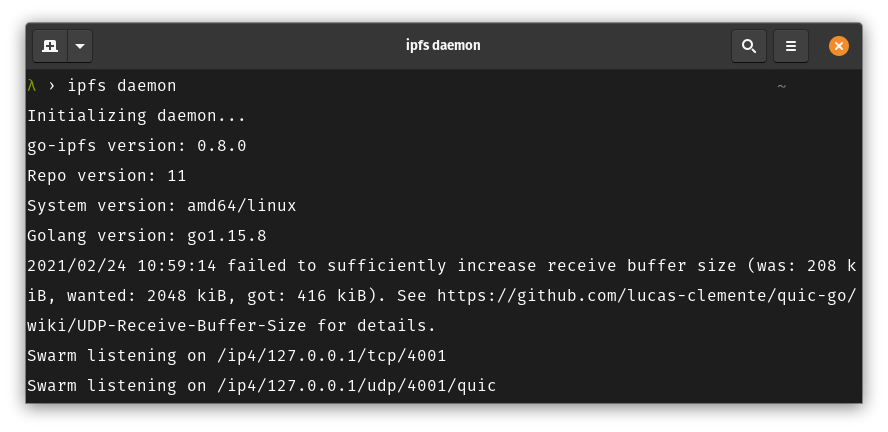 ipfs daemon
λ › ipfs daemon ~
Initializing daemon...
go-ipfs version: 0.8.0
Repo version: 11
System version: amd64/linux
Golang version: go1.15.8
2021/02/24 10:59:14 failed to sufficiently increase receive buffer size (was: 208 k
iB, wanted: 2048 kiB, got: 416 kiB). See https://github.com/lucas-clemente/quic-go/
wiki/UDP-Receive-Buffer-Size for details.
Swarm listening on /ip4/127.0.0.1/tcp/4001
Swarm listening on /ip4/127.0.0.1/udp/4001/quic